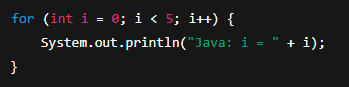 for (int i = 0; i < 5; i++) {
    System.out.println("Java: i = " + i);
}